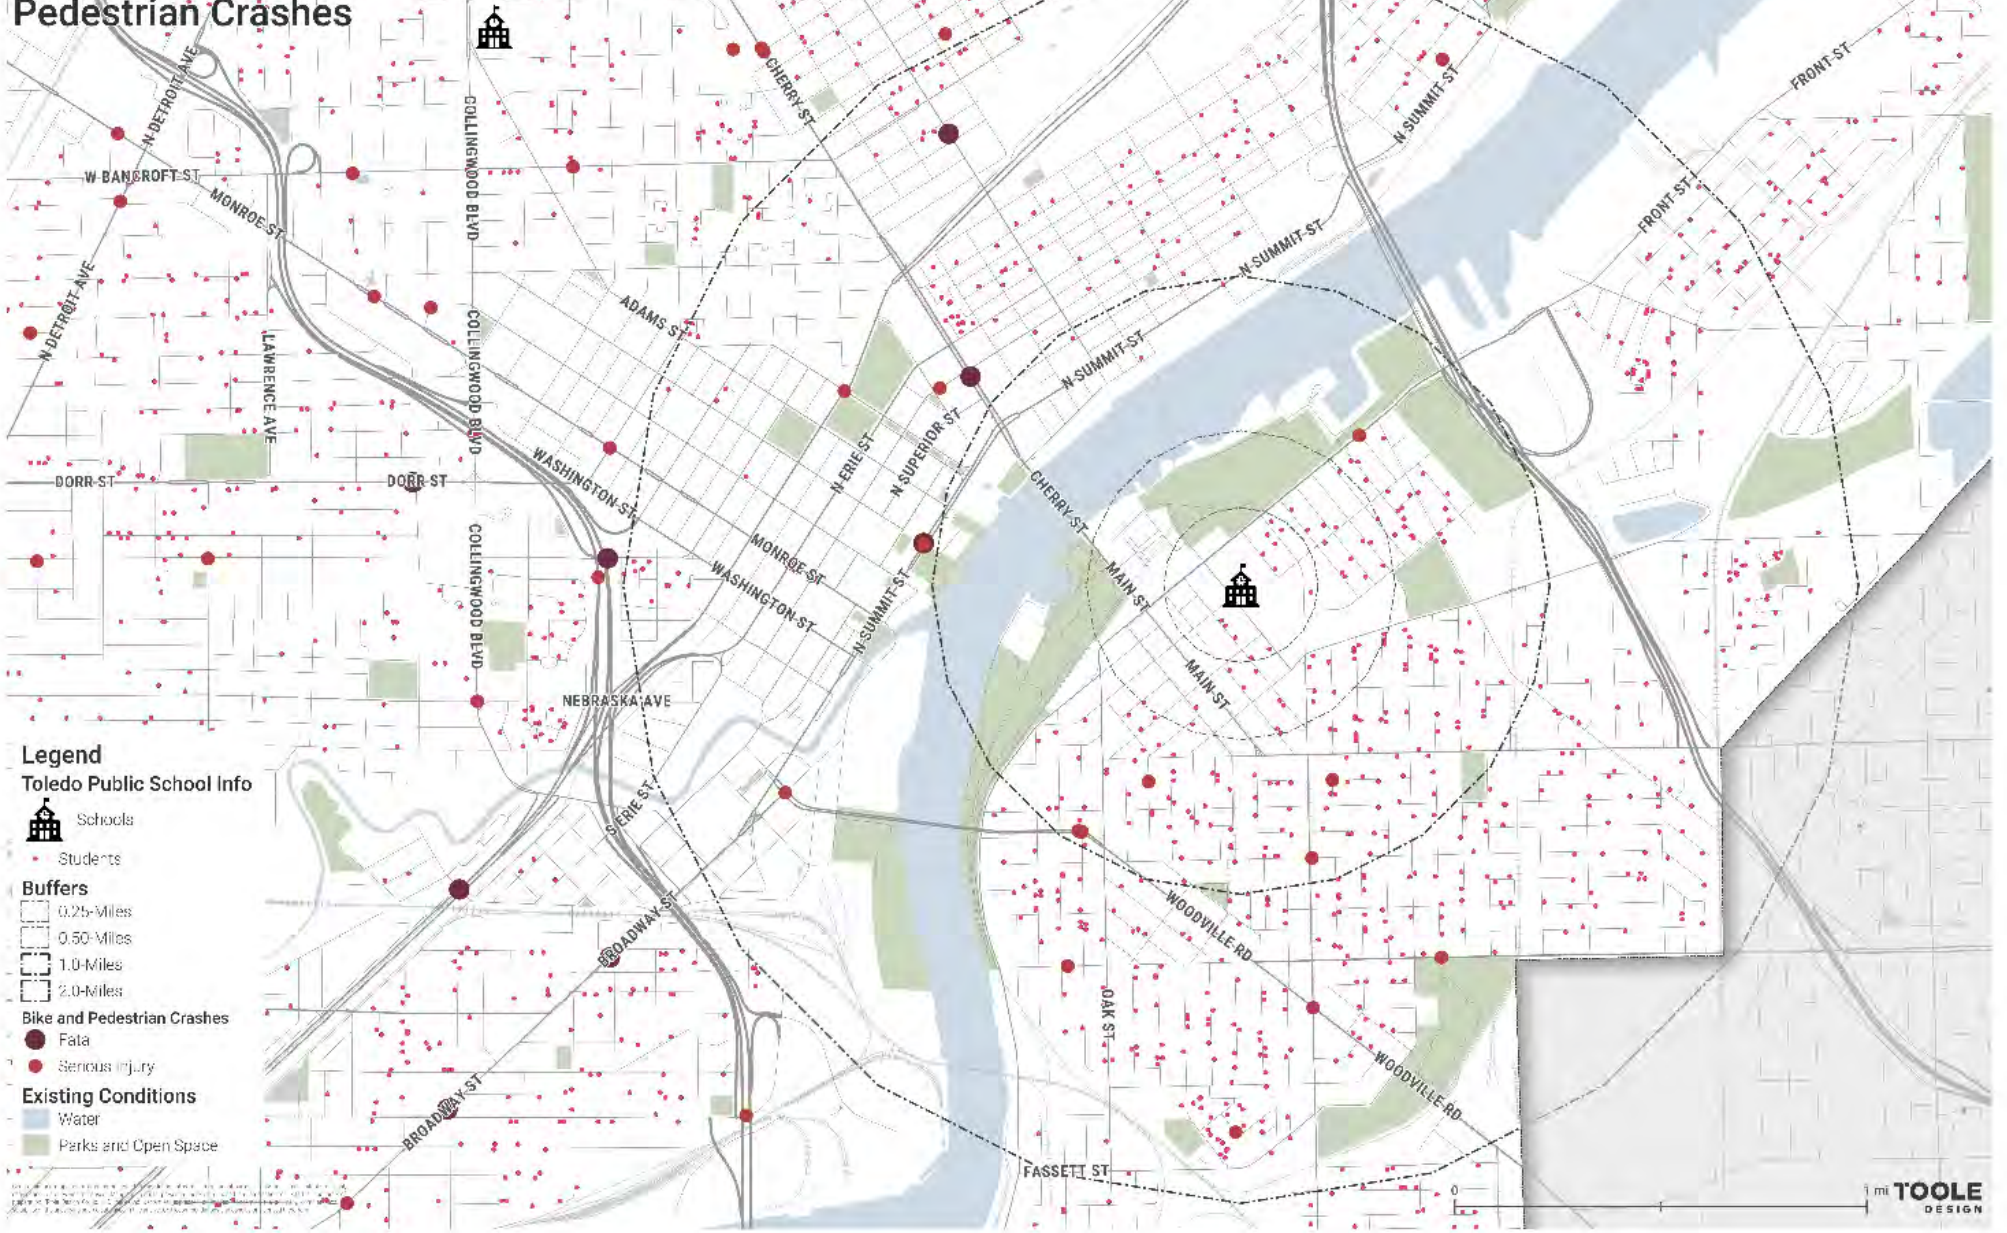 Pedestrian Crashes
N DETROIT AVE
W BANCROFT ST
MONROE ST
COLLINGWOOD BLVD
CHERRY ST
N SUMMIT ST
FRONT ST
FRONT ST
N DETROIT AVE
LAWRENCE AVE
COLLINGWOOD BLVD
ADAMS ST
N SUMMIT ST
N SUMMIT ST
DORR ST
DORR ST
WASHINGTON ST
N ERIE ST
N SUPERIOR ST
CHERRY ST
COLLINGWOOD BLVD
MONROE ST
WASHINGTON ST
N SUMMIT ST
MAIN ST
MAIN ST
NEBRASKA AVE
S ERIE ST
BROADWAY ST
BROADWAY ST
WOODVILLE RD
OAK ST
WOODVILLE RD
FASSETT ST
Legend
Toledo Public School Info
Schools
Students
Buffers
0.25-Miles
0.50-Miles
1.0-Miles
2.0-Miles
Bike and Pedestrian Crashes
Fata
Serious Injury
Existing Conditions
Water
Parks and Open Space
0
1 mi
TOOLE
DESIGN